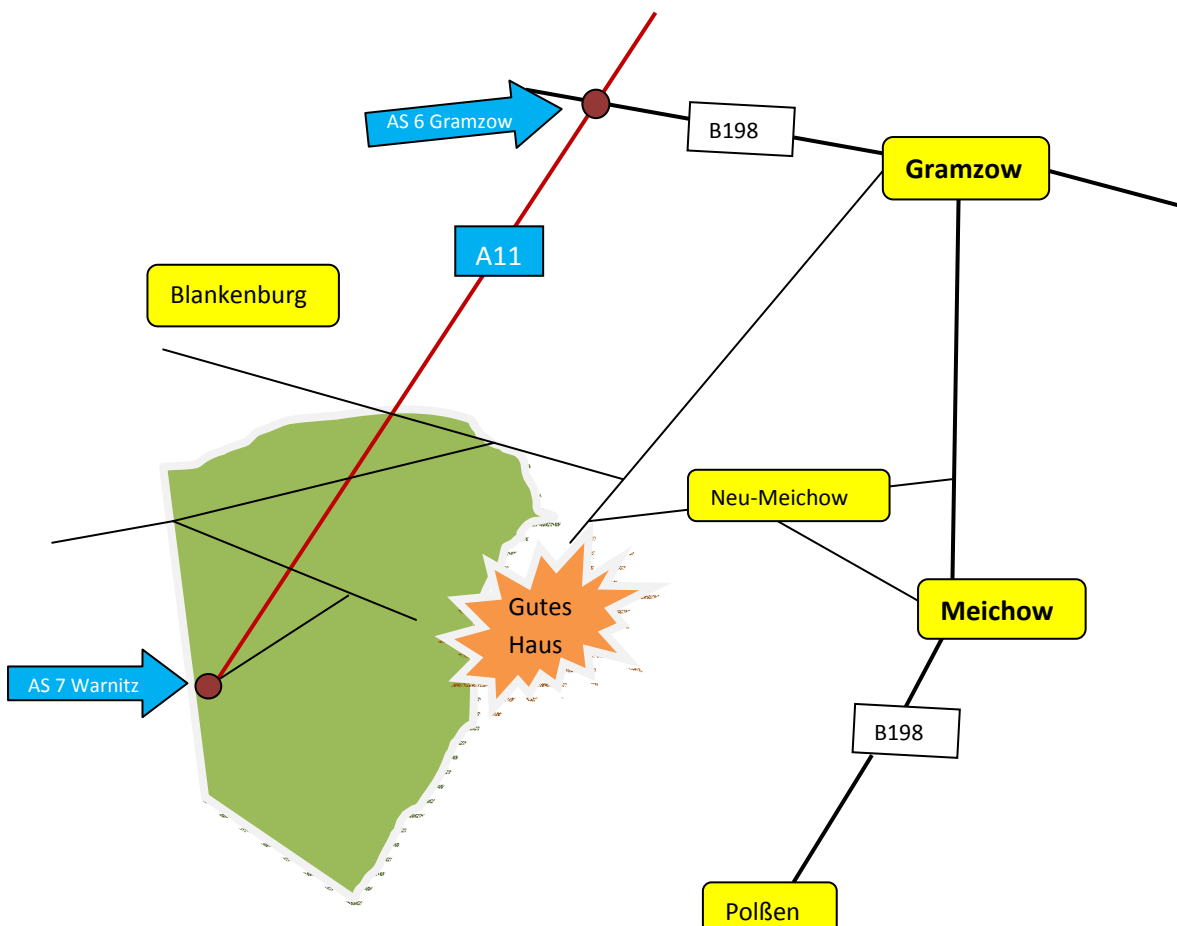 AS 6 Gramzow
B198
Gramzow
A11
Blankenburg
Neu-Meichow
Gutes
Haus
Meichow
AS 7 Warnitz
B198
Polßen